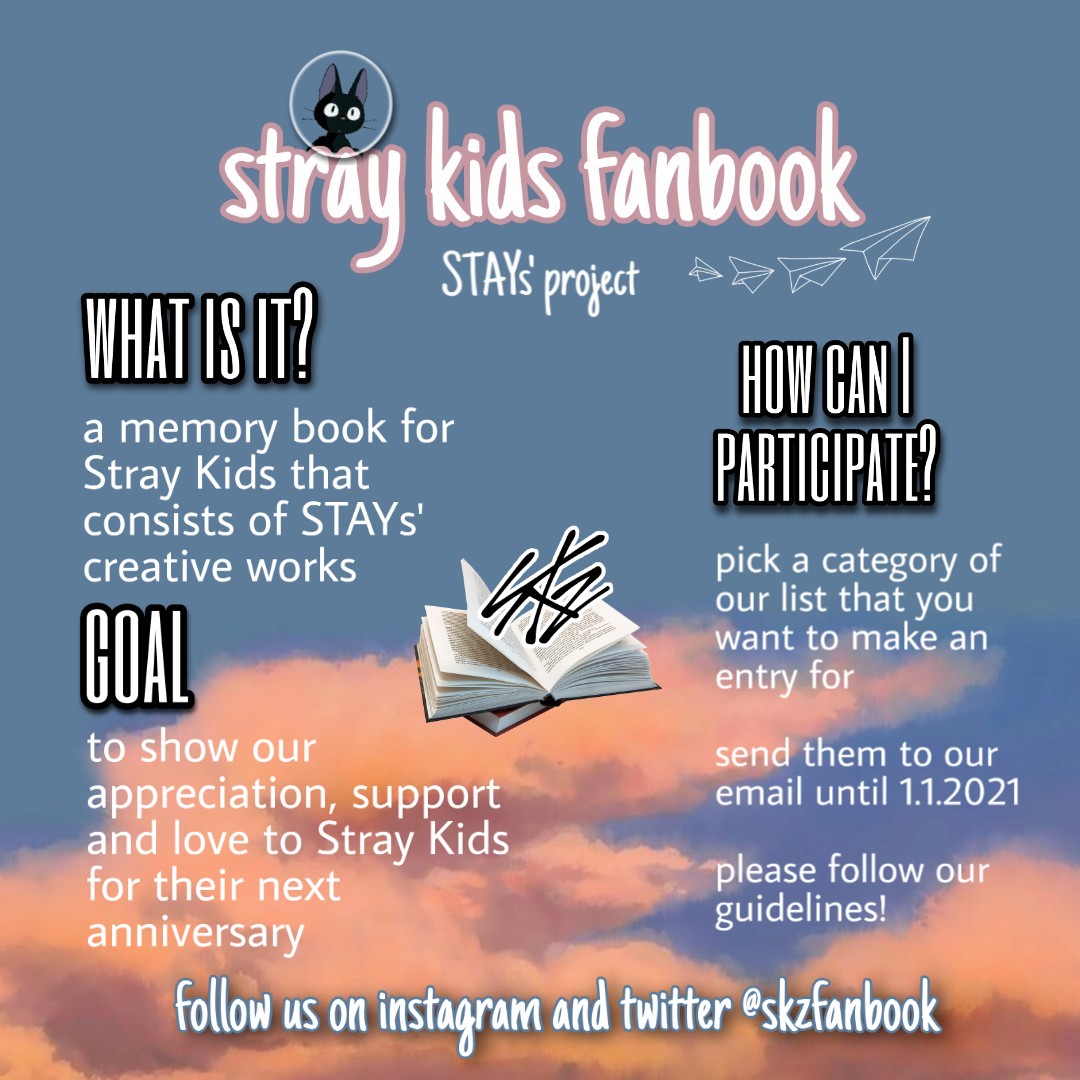 stray kids fanbook
STAYs' project
WHAT IS IT?
a memory book for
Stray Kids that
consists of STAYs'
creative works
GOAL
to show our
appreciation, support
and love to Stray Kids
for their next
anniversary
SKZ
HOW CAN I
PARTICIPATE?
pick a category of
our list that you
want to make an
entry for
send them to our
email until 1.1.2021
please follow our
guidelines!
follow us on instagram and twitter @skzfanbook